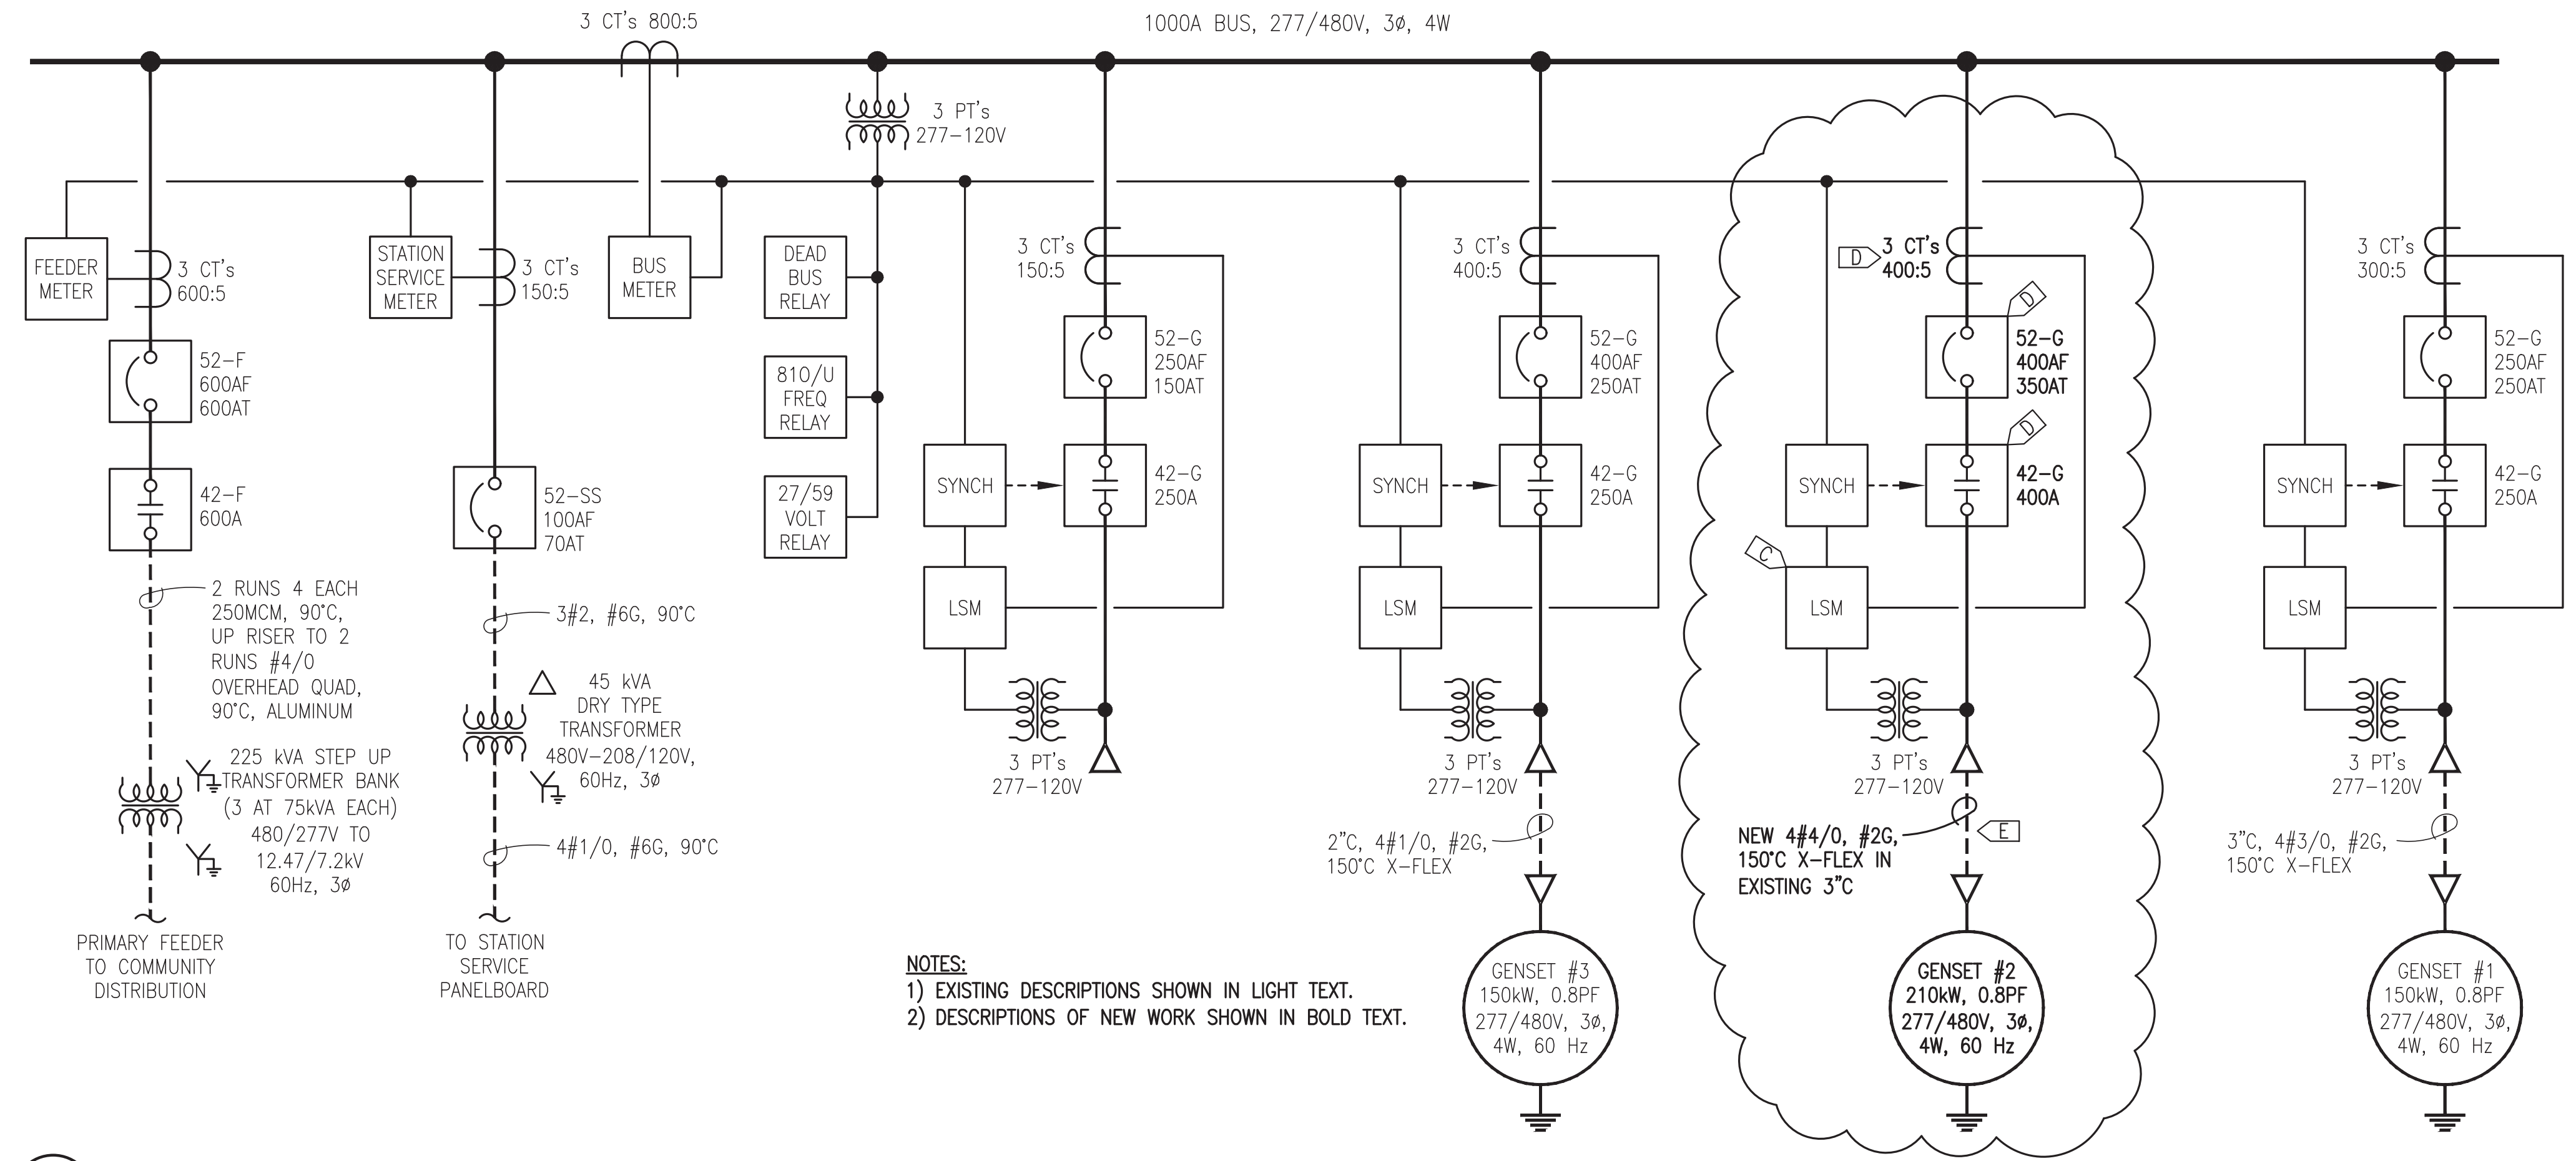 3 CT's 800:5
1000A BUS, 277/480V, 3ø, 4W
3 PT's
277-120V
FEEDER
METER
3 CT's
600:5
52-F
600AF
600AT
42-F
600A
2 RUNS 4 EACH
250MCM, 90°C,
UP RISER TO 2
RUNS #4/0
OVERHEAD QUAD,
90°C, ALUMINUM
225 kVA STEP UP
TRANSFORMER BANK
(3 AT 75kVA EACH)
480/277V TO
12.47/7.2kV
60Hz, 3ø
PRIMARY FEEDER
TO COMMUNITY
DISTRIBUTION
STATION
SERVICE
METER
3 CT's
150:5
52-SS
100AF
70AT
3#2, #6G, 90°C
45 kVA
DRY TYPE
TRANSFORMER
480V-208/120V,
60Hz, 3ø
4#1/0, #6G, 90°C
TO STATION
SERVICE
PANELBOARD
BUS
METER
DEAD
BUS
RELAY
810/U
FREQ
RELAY
27/59
VOLT
RELAY
3 CT's
150:5
52-G
250AF
150AT
SYNCH
42-G
250A
LSM
3 PT's
277-120V
3 CT's
400:5
52-G
400AF
250AT
SYNCH
42-G
250A
LSM
3 PT's
277-120V
2"C, 4#1/0, #2G,
150°C X-FLEX
GENSET #3
150kW, 0.8PF
277/480V, 3ø,
4W, 60 Hz
D
3 CT's
400:5
D
52-G
400AF
350AT
D
SYNCH
42-G
400A
C
LSM
3 PT's
277-120V
NEW 4#4/0, #2G,
150°C X-FLEX IN
EXISTING 3"C
E
GENSET #2
210kW, 0.8PF
277/480V, 3ø,
4W, 60 Hz
3 CT's
300:5
52-G
250AF
250AT
SYNCH
42-G
250A
LSM
3 PT's
277-120V
3"C, 4#3/0, #2G,
150°C X-FLEX
GENSET #1
150kW, 0.8PF
277/480V, 3ø,
4W, 60 Hz
NOTES:
1) EXISTING DESCRIPTIONS SHOWN IN LIGHT TEXT.
2) DESCRIPTIONS OF NEW WORK SHOWN IN BOLD TEXT.